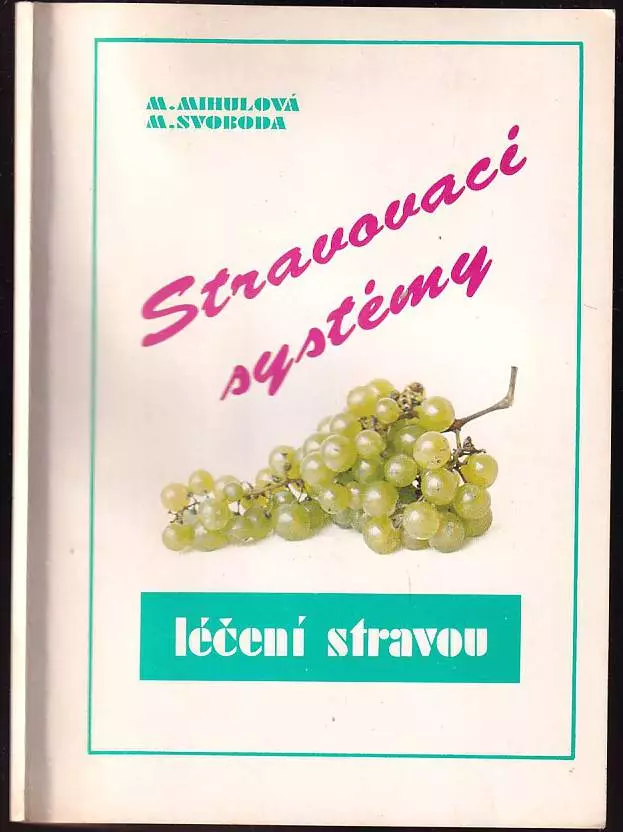 M. MIHULOVÁ
M. SVOBODA
Stravovací
systémy
léčení stravou